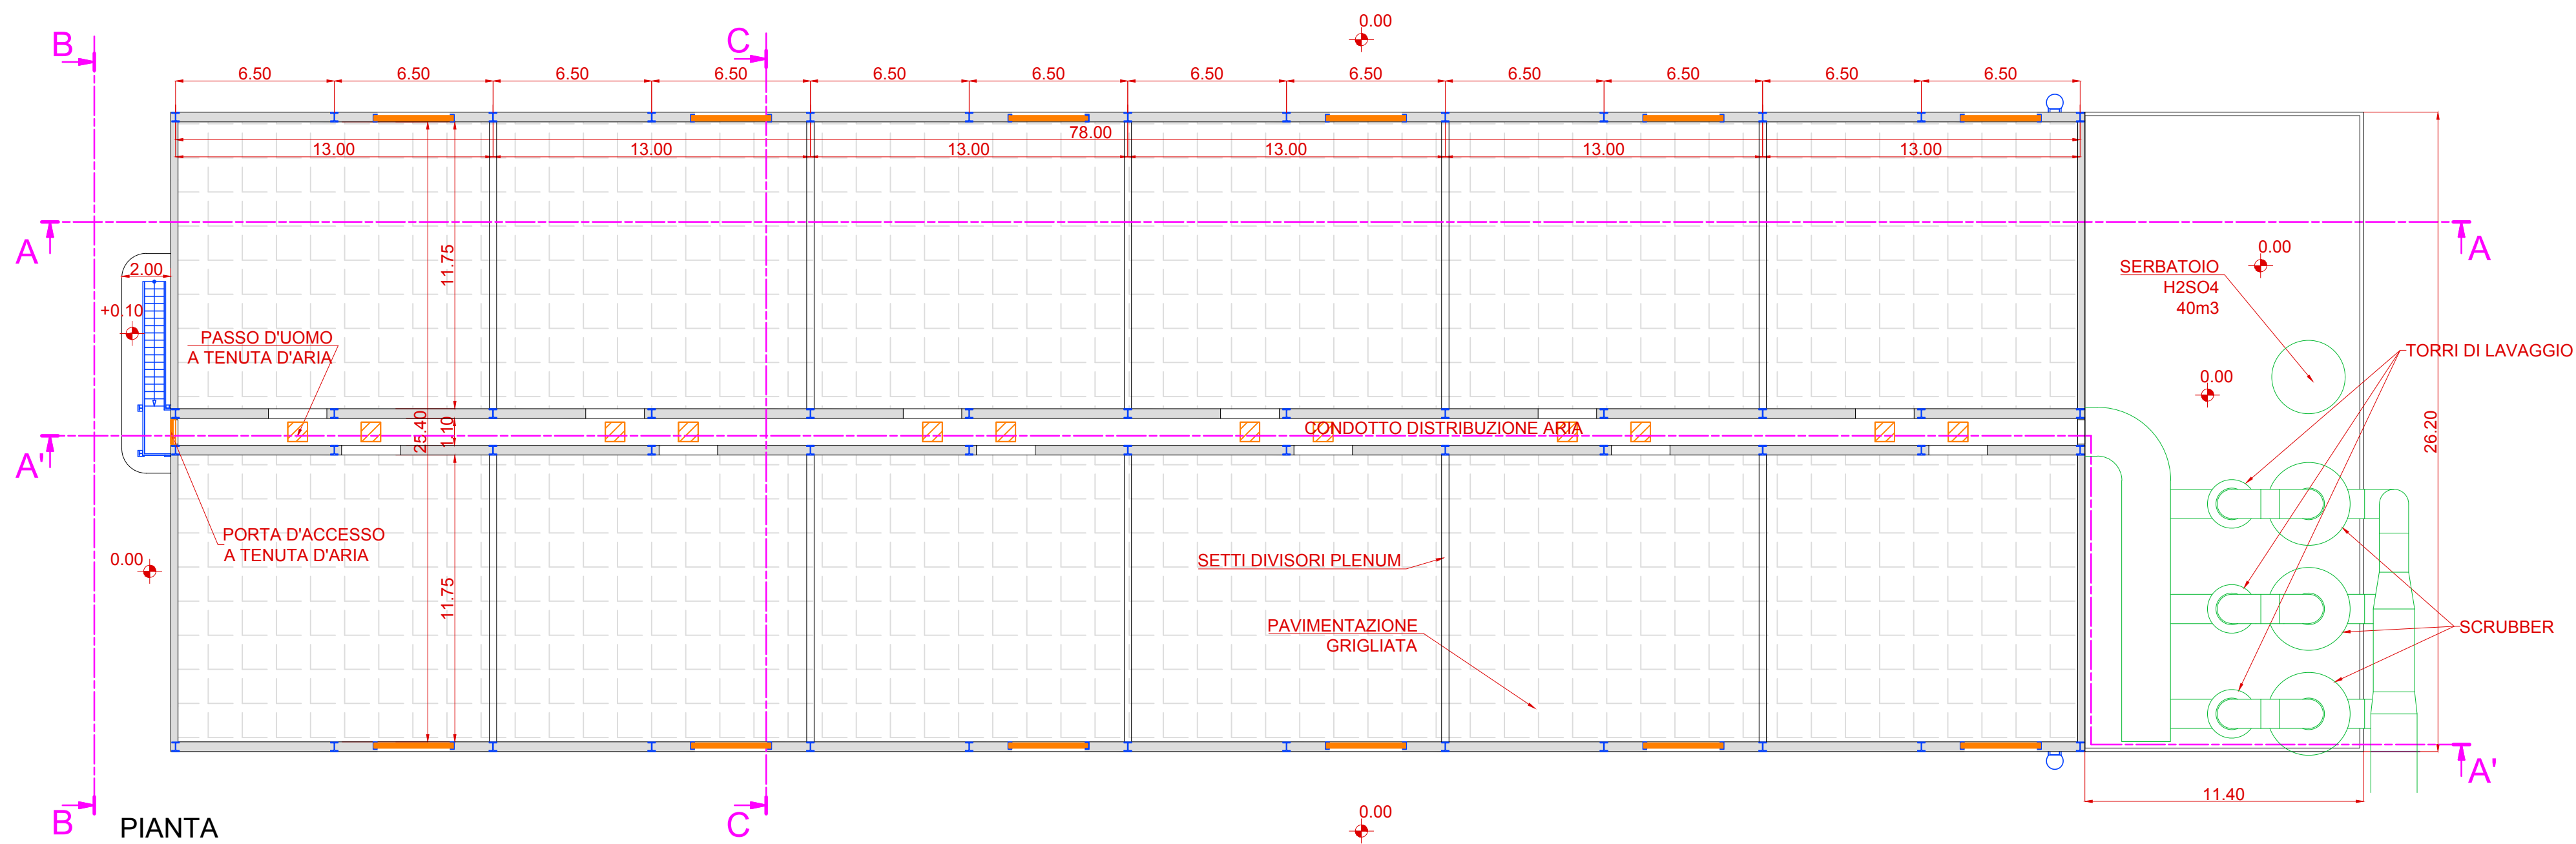 0.00
B
C
6.50 6.50 6.50 6.50 6.50 6.50 6.50 6.50 6.50 6.50 6.50 6.50
78.00
13.00 13.00 13.00 13.00 13.00 13.00
A
A
11.75
2.00
+0.10
PASSO D'UOMO
A TENUTA D'ARIA
0.00
SERBATOIO
H2SO4
40m3
0.00
TORRI DI LAVAGGIO
25.40
1.10
CONDOTTO DISTRIBUZIONE ARIA
26.20
A'
PORTA D'ACCESSO
A TENUTA D'ARIA
0.00
11.75
SETTI DIVISORI PLENUM
PAVIMENTAZIONE
GRIGLIATA
SCRUBBER
A'
11.40
B
C
0.00
PIANTA